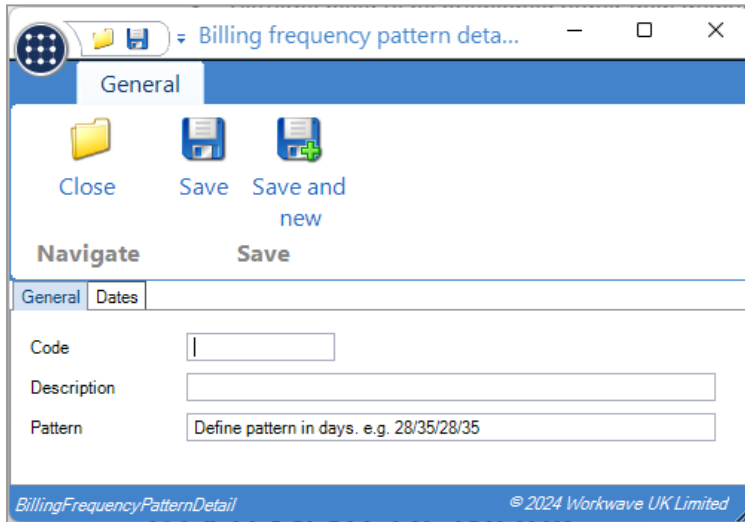 Billing frequency pattern deta...
General
Close
Save
Save and
new
Navigate
Save
General
Dates
Code
Description
Pattern
Define pattern in days. e.g. 28/35/28/35
BillingFrequencyPatternDetail
© 2024 Workwave UK Limited